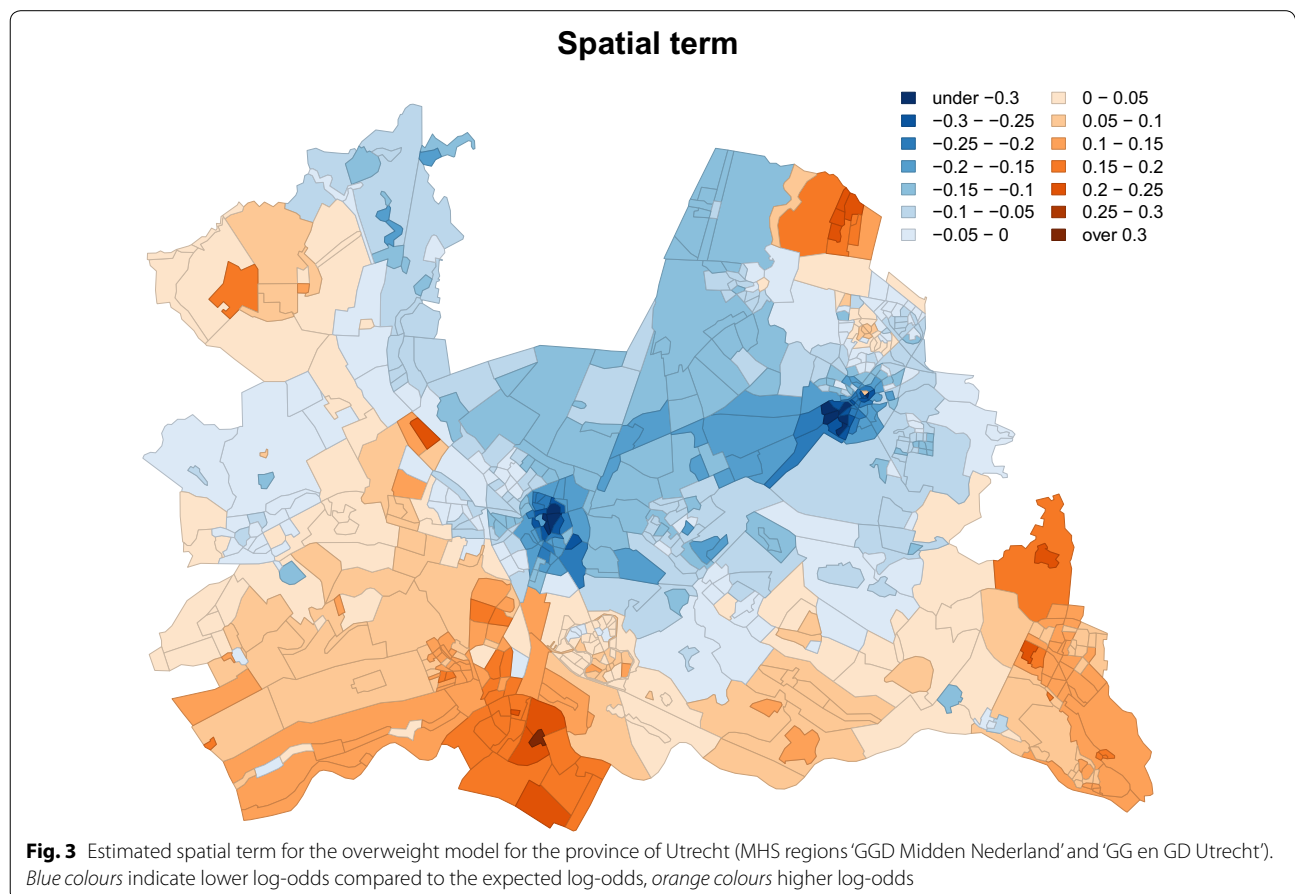 Spatial term
under −0.3
−0.3 − −0.25
−0.25 − −0.2
−0.2 − −0.15
−0.15 − −0.1
−0.1 − −0.05
−0.05 − 0
0 − 0.05
0.05 − 0.1
0.1 − 0.15
0.15 − 0.2
0.2 − 0.25
0.25 − 0.3
over 0.3
Fig. 3 Estimated spatial term for the overweight model for the province of Utrecht (MHS regions ‘GGD Midden Nederland’ and ‘GG en GD Utrecht’).
Blue colours indicate lower log-odds compared to the expected log-odds, orange colours higher log-odds